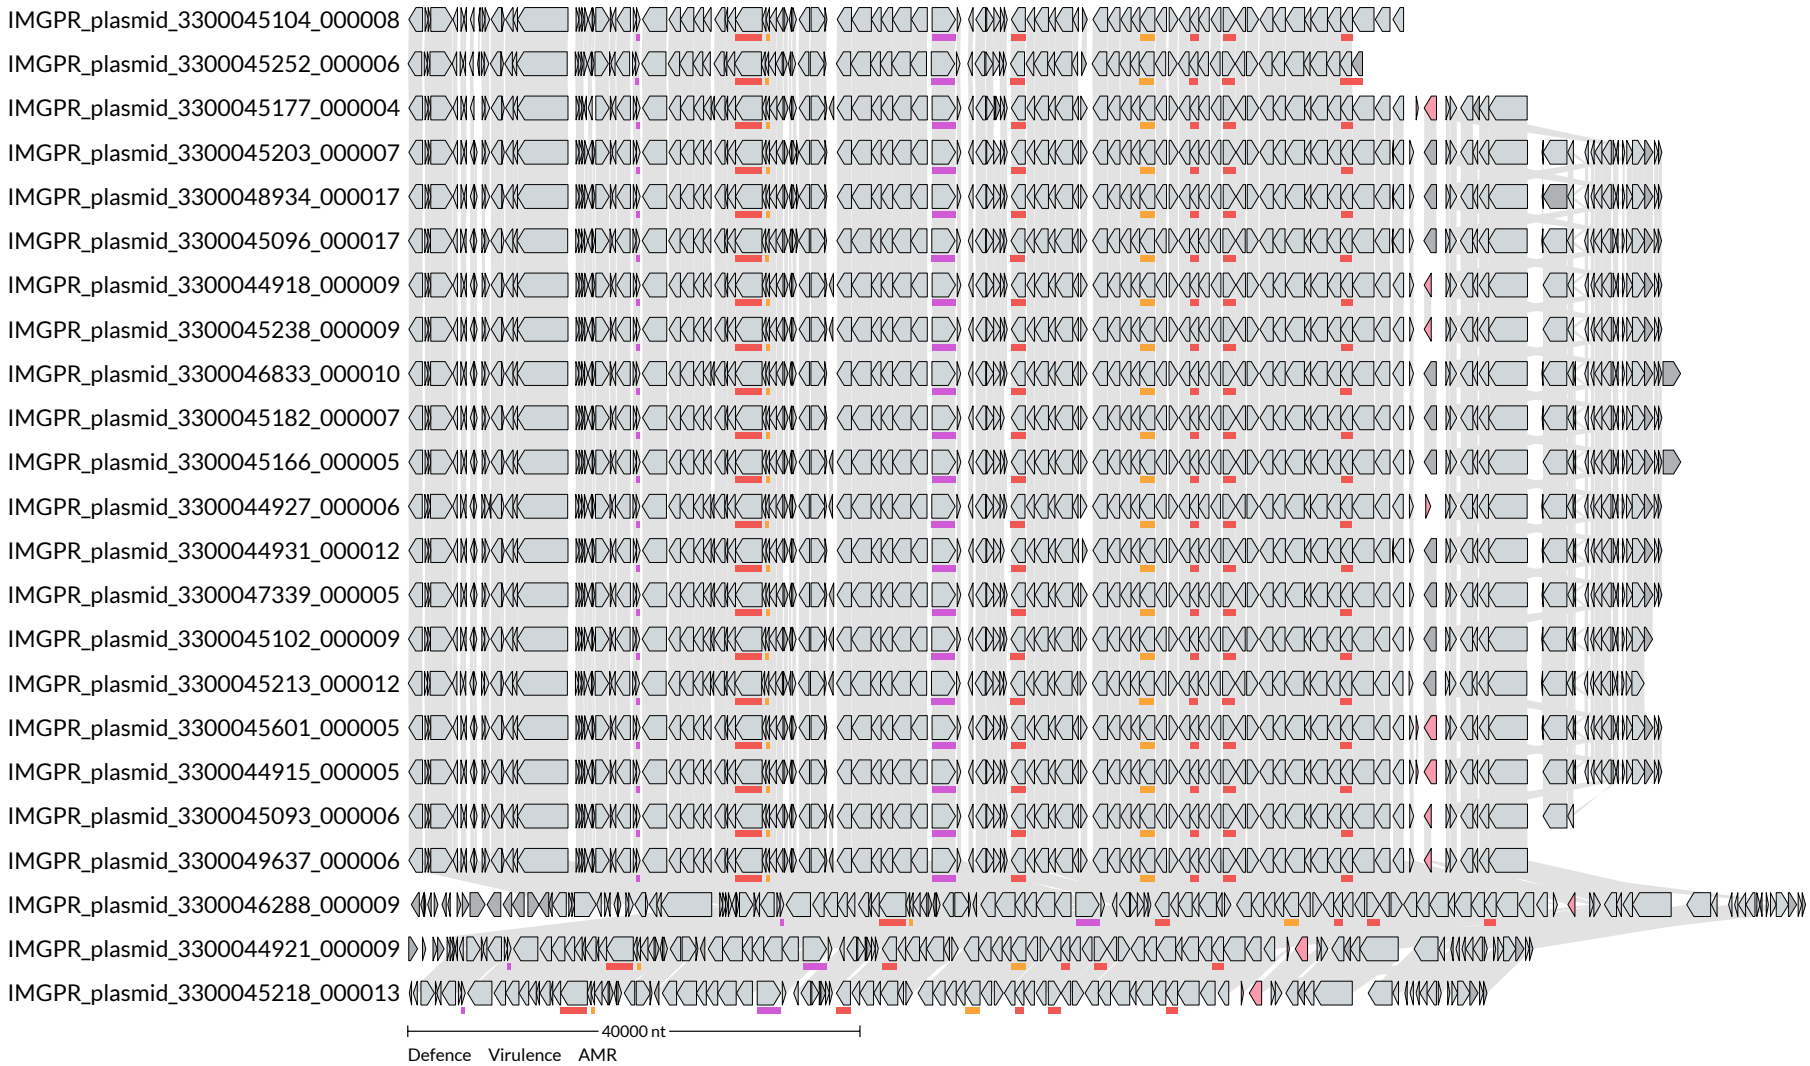 IMGPR_plasmid_3300045104_000008
IMGPR_plasmid_3300045252_000006
IMGPR_plasmid_3300045177_000004
IMGPR_plasmid_3300045203_000007
IMGPR_plasmid_3300048934_000017
IMGPR_plasmid_3300045096_000017
IMGPR_plasmid_3300044918_000009
IMGPR_plasmid_3300045238_000009
IMGPR_plasmid_3300046833_000010
IMGPR_plasmid_3300045182_000007
IMGPR_plasmid_3300045166_000005
IMGPR_plasmid_3300044927_000006
IMGPR_plasmid_3300044931_000012
IMGPR_plasmid_3300047339_000005
IMGPR_plasmid_3300045102_000009
IMGPR_plasmid_3300045213_000012
IMGPR_plasmid_3300045601_000005
IMGPR_plasmid_3300044915_000005
IMGPR_plasmid_3300045093_000006
IMGPR_plasmid_3300049637_000006
IMGPR_plasmid_3300046288_000009
IMGPR_plasmid_3300044921_000009
IMGPR_plasmid_3300045218_000013
40000 nt
Defence Virulence AMR